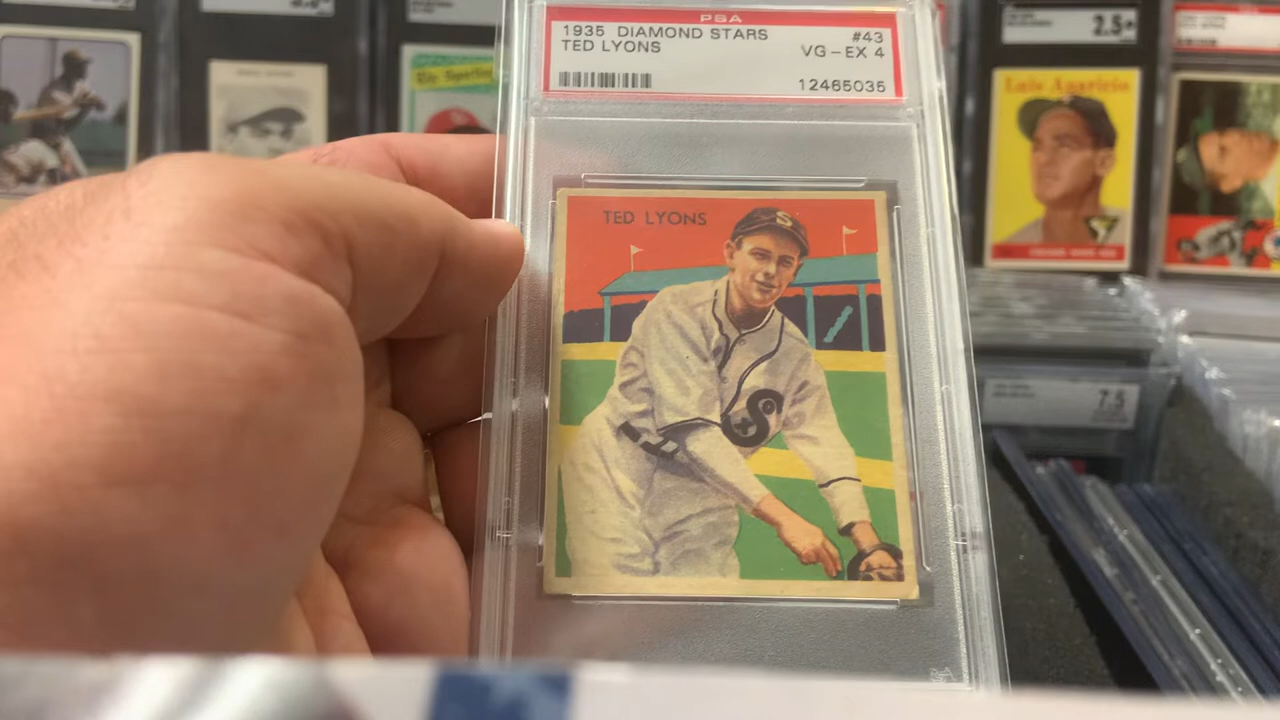 PSA
1935 DIAMOND STARS #43
TED LYONS VG-EX 4
12465035
TED LYONS
S
Sox
2.5
Luis Aparicio
7.5